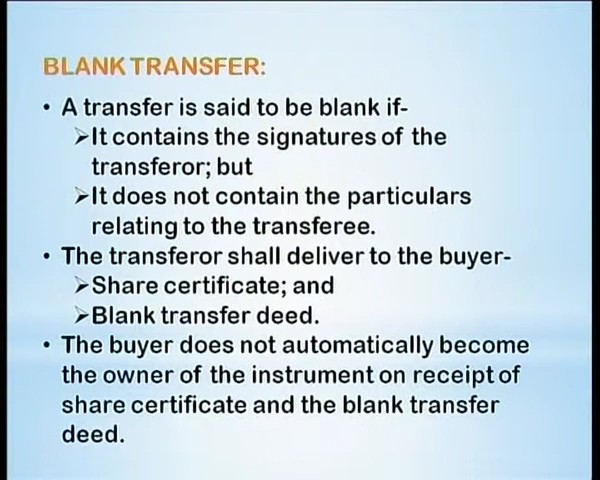 BLANK TRANSFER:
• A transfer is said to be blank if-
➢It contains the signatures of the
transferor; but
➢It does not contain the particulars
relating to the transferee.
• The transferor shall deliver to the buyer-
➢Share certificate; and
➢Blank transfer deed.
• The buyer does not automatically become
the owner of the instrument on receipt of
share certificate and the blank transfer
deed.